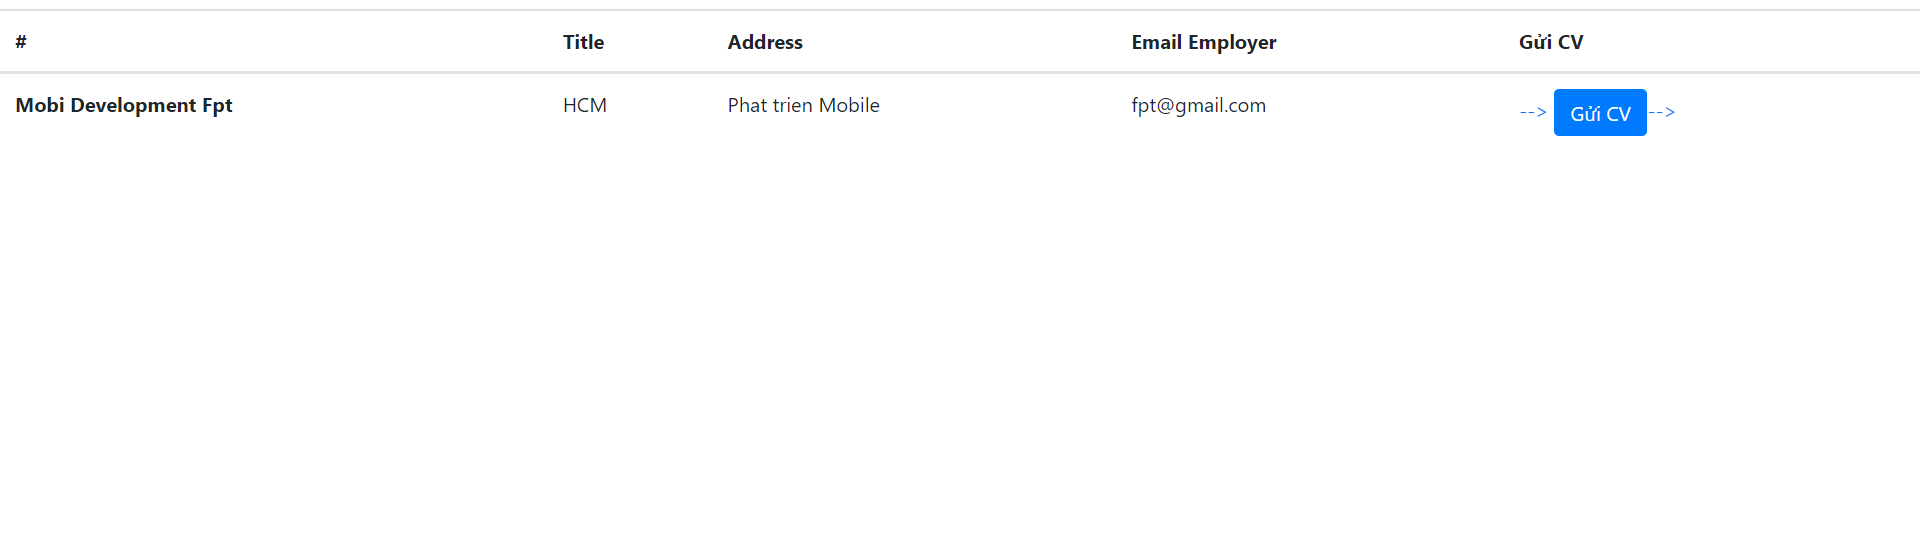 # Title Address Email Employer Gửi CV
Mobi Development Fpt HCM Phat trien Mobile fpt@gmail.com --> Gửi CV -->